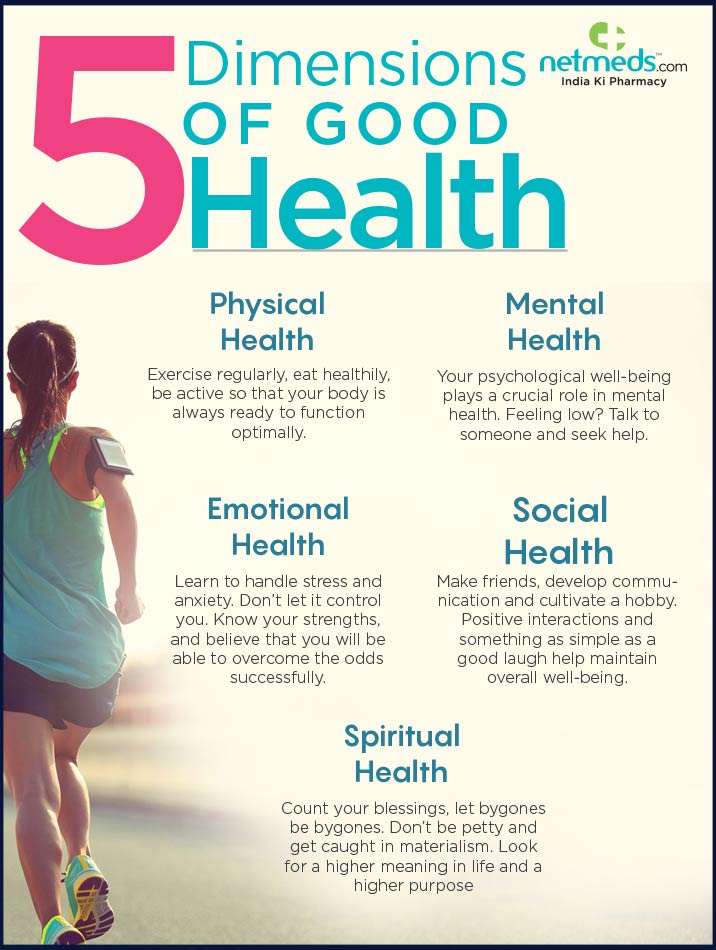 5 Dimensions
OF GOOD
Health
netmeds.com™
India Ki Pharmacy
Physical
Health
Exercise regularly, eat healthily,
be active so that your body is
always ready to function
optimally.
Mental
Health
Your psychological well-being
plays a crucial role in mental
health. Feeling low? Talk to
someone and seek help.
Emotional
Health
Learn to handle stress and
anxiety. Don't let it control
you. Know your strengths,
and believe that you will be
able to overcome the odds
successfully.
Social
Health
Make friends, develop commu-
nication and cultivate a hobby.
Positive interactions and
something as simple as a
good laugh help maintain
overall well-being.
Spiritual
Health
Count your blessings, let bygones
be bygones. Don't be petty and
get caught in materialism. Look
for a higher meaning in life and a
higher purpose